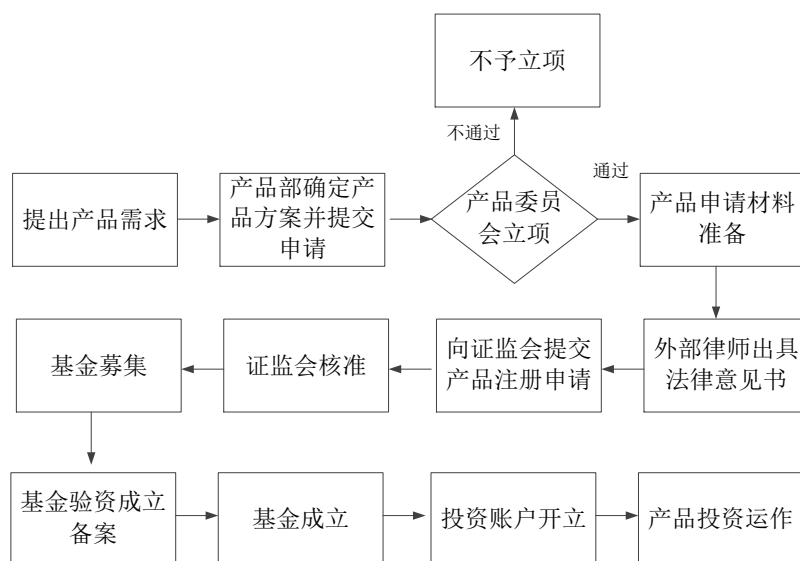 不予立项
不通过
通过
提出产品需求
产品部确定产
品方案并提交
申请
产品委员
会立项
产品申请材料
准备
基金募集
证监会核准
向证监会提交
产品注册申请
外部律师出具
法律意见书
基金验资成立
备案
基金成立
投资账户开立
产品投资运作